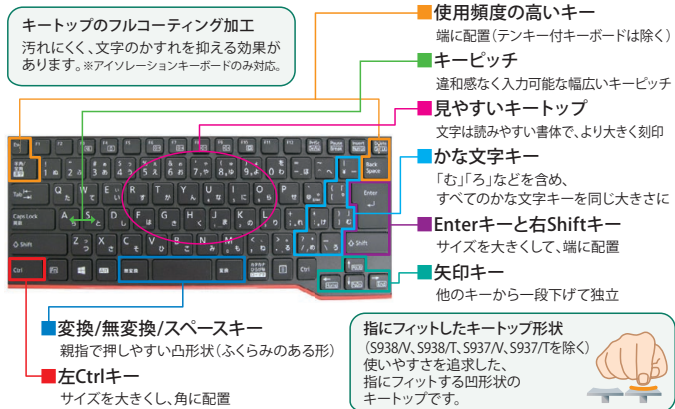 キートップのフルコーティング加工
汚れにくく、文字のかすれを抑える効果が
あります。※アイソレーションキーボードのみ対応。
■使用頻度の高いキー
端に配置(テンキー付キーボードは除く)
■キーピッチ
違和感なく入力可能な幅広いキーピッチ
■見やすいキートップ
文字は読みやすい書体で、より大きく刻印
■かな文字キー
「む」「ろ」などを含め、
すべてのかな文字キーを同じ大きさに
■Enterキーと右Shiftキー
サイズを大きくして、端に配置
■矢印キー
他のキーから一段下げて独立
Esc F1 F2 F3
Back
Space
Tab
Q W E R T Y U I O P
Enter
Caps Lock
英数
A S D F G H J K L
Shift
Z X C V B N M
Shift
Ctrl Fn Alt 無変換 変換 Ctrl
■変換/無変換/スペースキー
親指で押しやすい凸形状(ふくらみのある形)
■左Ctrlキー
サイズを大きくし、角に配置
指にフィットしたキートップ形状
(S938/V、S938/T、S937/V、S937/Tを除く)
使いやすさを追求した、
指にフィットする凹形状の
キートップです。